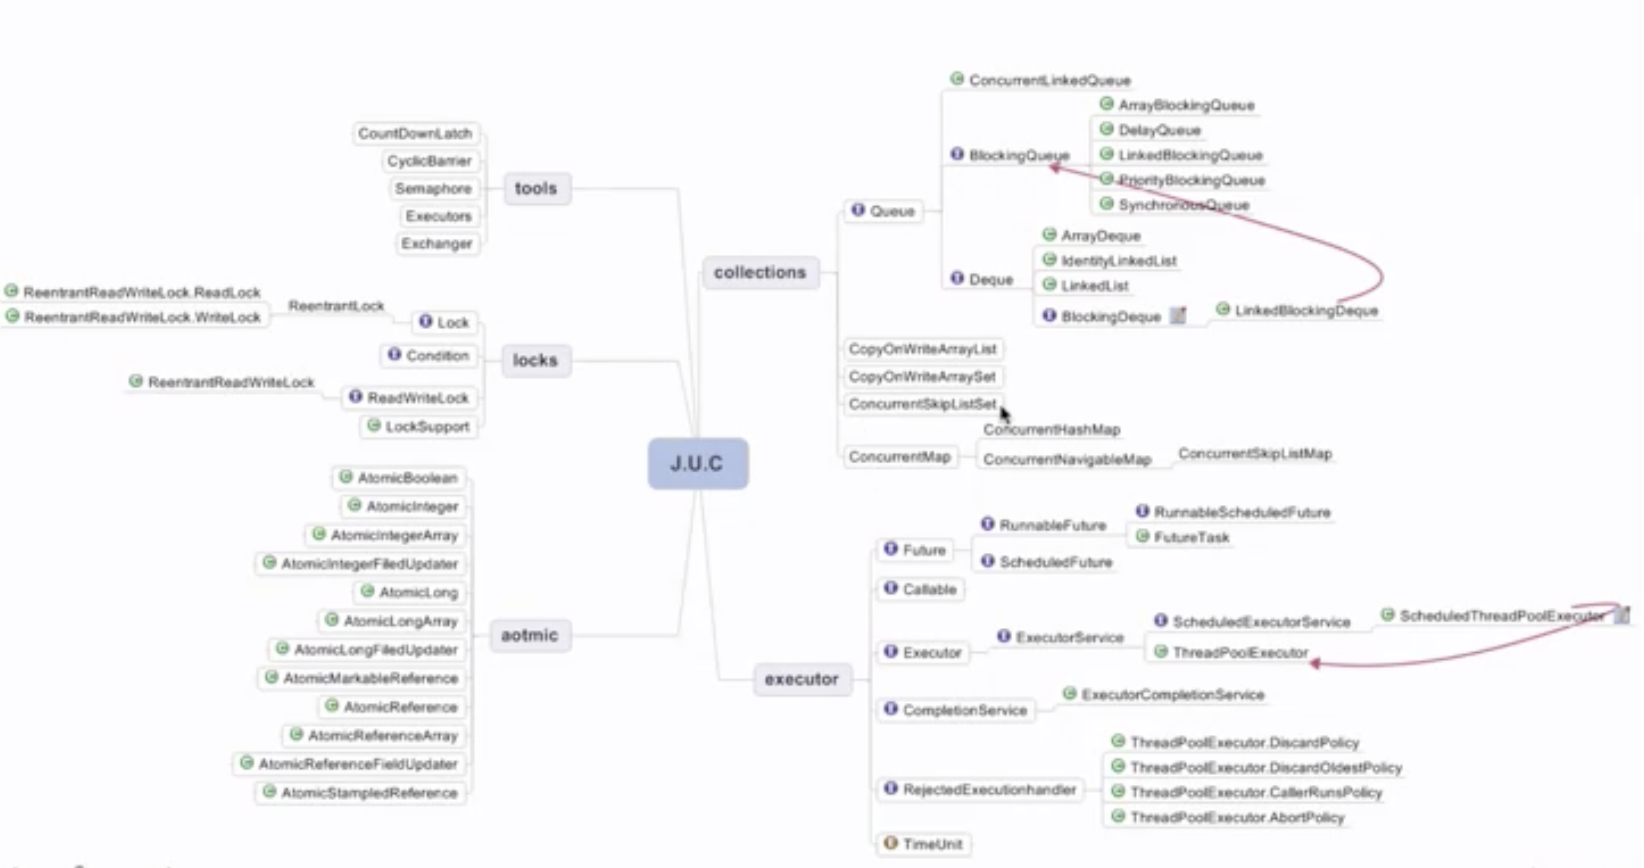 J.U.C
tools
CountDownLatch
CyclicBarrier
Semaphore
Executors
Exchanger
locks
Lock
ReentrantLock
ReentrantReadWriteLock.ReadLock
ReentrantReadWriteLock.WriteLock
Condition
ReadWriteLock
ReentrantReadWriteLock
LockSupport
aotmic
AtomicBoolean
AtomicInteger
AtomicIntegerArray
AtomicIntegerFiledUpdater
AtomicLong
AtomicLongArray
AtomicLongFiledUpdater
AtomicMarkableReference
AtomicReference
AtomicReferenceArray
AtomicReferenceFieldUpdater
AtomicStampedReference
collections
Queue
ConcurrentLinkedQueue
BlockingQueue
ArrayBlockingQueue
DelayQueue
LinkedBlockingQueue
PriorityBlockingQueue
SynchronousQueue
Deque
ArrayDeque
IdentityLinkedList
LinkedList
BlockingDeque
LinkedBlockingDeque
CopyOnWriteArrayList
CopyOnWriteArraySet
ConcurrentSkipListSet
ConcurrentMap
ConcurrentHashMap
ConcurrentNavigableMap
ConcurrentSkipListMap
executor
Future
RunnableFuture
RunnableScheduledFuture
FutureTask
ScheduledFuture
Callable
Executor
ExecutorService
ScheduledExecutorService
ScheduledThreadPoolExecutor
ThreadPoolExecutor
CompletionService
ExecutorCompletionService
RejectedExecutionhandler
ThreadPoolExecutor.DiscardPolicy
ThreadPoolExecutor.DiscardOldestPolicy
ThreadPoolExecutor.CallerRunsPolicy
ThreadPoolExecutor.AbortPolicy
TimeUnit